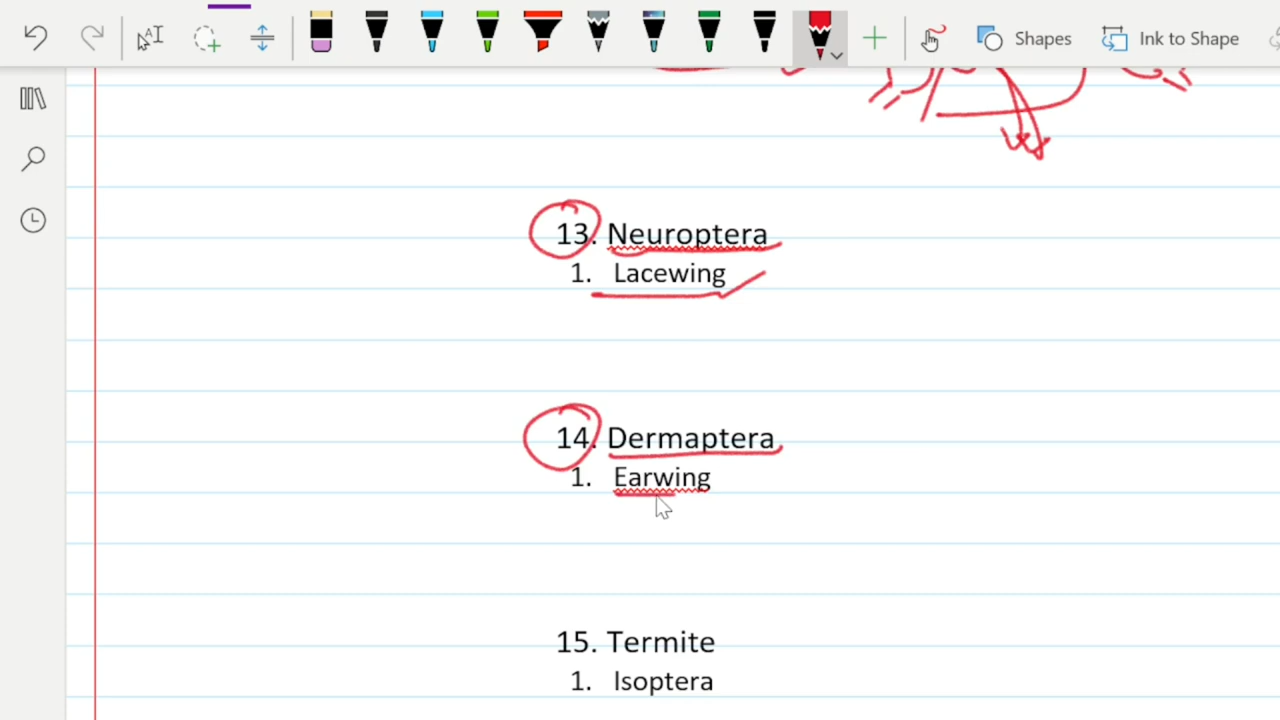 Shapes
Ink to Shape
13. Neuroptera
1. Lacewing
14. Dermaptera
1. Earwing
15. Termite
1. Isoptera